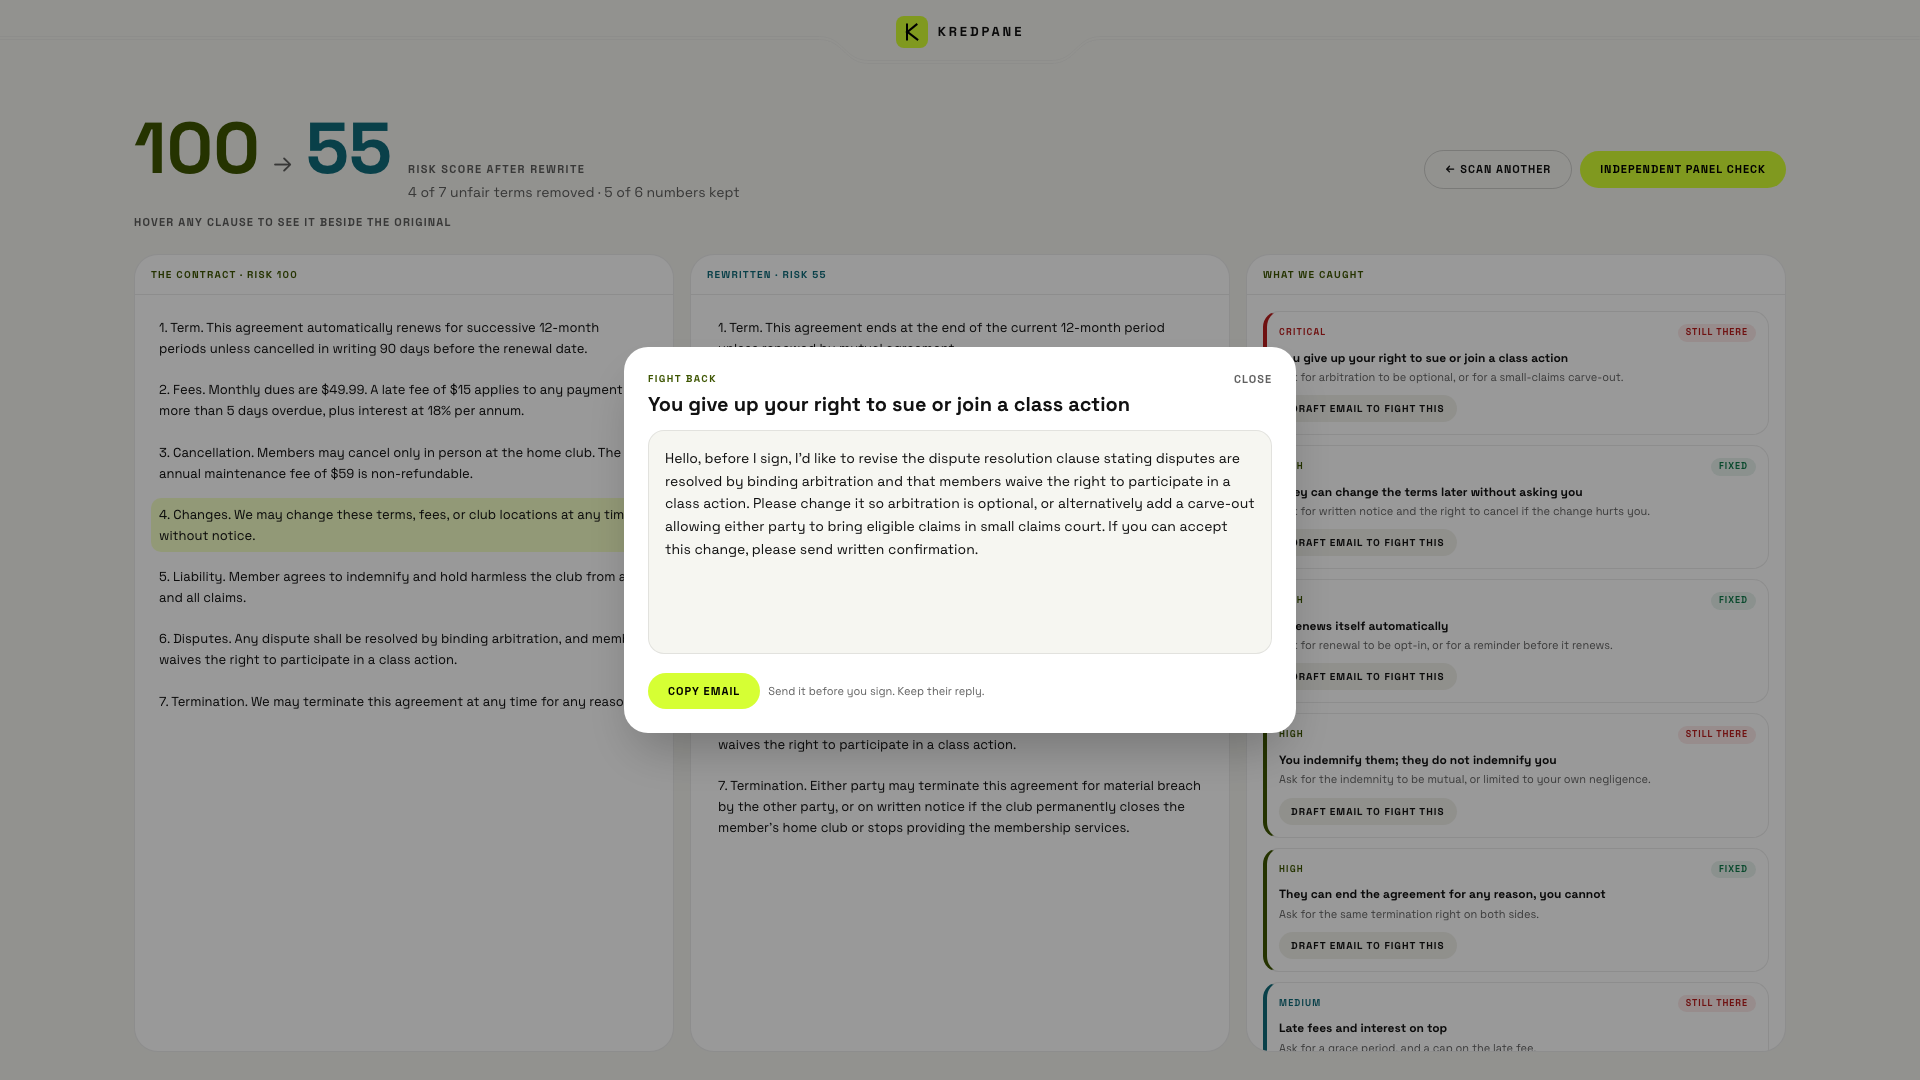 KREDPANE
100 → 55
RISK SCORE AFTER REWRITE
4 of 7 unfair terms removed · 5 of 6 numbers kept
← SCAN ANOTHER
INDEPENDENT PANEL CHECK
HOVER ANY CLAUSE TO SEE IT BESIDE THE ORIGINAL
THE CONTRACT · RISK 100
1. Term. This agreement automatically renews for successive 12-month
periods unless cancelled in writing 90 days before the renewal date.
2. Fees. Monthly dues are $49.99. A late fee of $15 applies to any payment
more than 5 days overdue, plus interest at 18% per annum.
3. Cancellation. Members may cancel only in person at the home club. The
annual maintenance fee of $59 is non-refundable.
4. Changes. We may change these terms, fees, or club locations at any
without notice.
5. Liability. Member agrees to indemnify and hold harmless the club from
and all claims.
6. Disputes. Any dispute shall be resolved by binding arbitration, and
waives the right to participate in a class action.
7. Termination. We may terminate this agreement at any time for any
REWRITTEN · RISK 55
1. Term. This agreement ends at the end of the current 12-month period
unless renewed by mutual agreement.
waives the right to participate in a class action.
7. Termination. Either party may terminate this agreement for material breach
by the other party, or on written notice if the club permanently closes the
member's home club or stops providing the membership services.
FIGHT BACK
CLOSE
You give up your right to sue or join a class action
Hello, before I sign, I'd like to revise the dispute resolution clause stating disputes are
resolved by binding arbitration and that members waive the right to participate in a
class action. Please change it so arbitration is optional, or alternatively add a carve-out
allowing either party to bring eligible claims in small claims court. If you can accept
this change, please send written confirmation.
COPY EMAIL
Send it before you sign. Keep their reply.
WHAT WE CAUGHT
CRITICAL
STILL THERE
give up your right to sue or join a class action
for arbitration to be optional, or for a small-claims carve-out.
DRAFT EMAIL TO FIGHT THIS
FIXED
can change the terms later without asking you
for written notice and the right to cancel if the change hurts you.
DRAFT EMAIL TO FIGHT THIS
FIXED
renews itself automatically
for renewal to be opt-in, or for a reminder before it renews.
DRAFT EMAIL TO FIGHT THIS
HIGH
STILL THERE
You indemnify them; they do not indemnify you
Ask for the indemnity to be mutual, or limited to your own negligence.
DRAFT EMAIL TO FIGHT THIS
HIGH
FIXED
They can end the agreement for any reason, you cannot
Ask for the same termination right on both sides.
DRAFT EMAIL TO FIGHT THIS
MEDIUM
STILL THERE
Late fees and interest on top
Ask for a grace period, and a cap on the late fee.